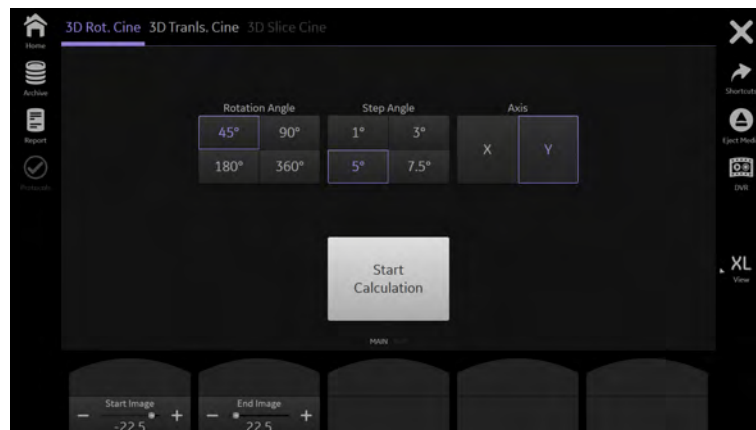 3D Rot. Cine 3D Tranls. Cine 3D Slice Cine
Home
Archive
Report
Protocols
Rotation Angle
45° 90°
180° 360°
Step Angle
1° 3°
5° 7.5°
Axis
X Y
Start
Calculation
MAIN
Shortcuts
Eject Media
DVR
XL
View
Start Image
− +
-22.5
End Image
− +
22.5